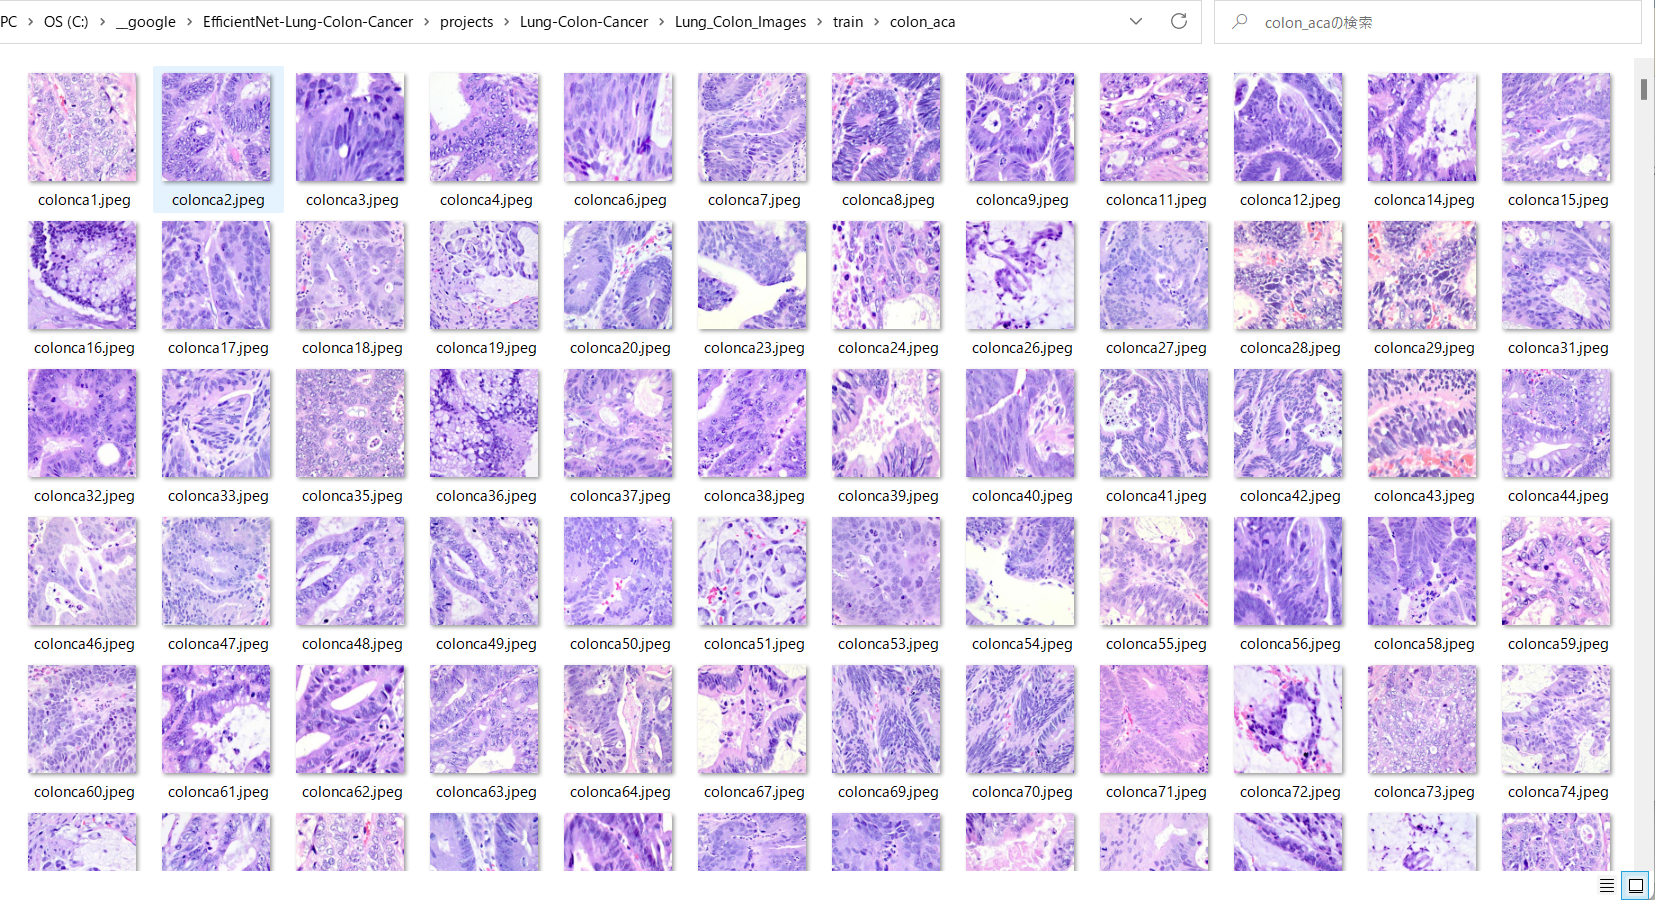 PC > OS (C:) > __google > EfficientNet-Lung-Colon-Cancer > projects > Lung-Colon-Cancer > Lung_Colon_Images > train > colon_aca
colon_acaの検索
colonca1.jpeg colonca2.jpeg colonca3.jpeg colonca4.jpeg colonca6.jpeg colonca7.jpeg colonca8.jpeg colonca9.jpeg colonca11.jpeg colonca12.jpeg colonca14.jpeg colonca15.jpeg
colonca16.jpeg colonca17.jpeg colonca18.jpeg colonca19.jpeg colonca20.jpeg colonca23.jpeg colonca24.jpeg colonca26.jpeg colonca27.jpeg colonca28.jpeg colonca29.jpeg colonca31.jpeg
colonca32.jpeg colonca33.jpeg colonca35.jpeg colonca36.jpeg colonca37.jpeg colonca38.jpeg colonca39.jpeg colonca40.jpeg colonca41.jpeg colonca42.jpeg colonca43.jpeg colonca44.jpeg
colonca46.jpeg colonca47.jpeg colonca48.jpeg colonca49.jpeg colonca50.jpeg colonca51.jpeg colonca53.jpeg colonca54.jpeg colonca55.jpeg colonca56.jpeg colonca58.jpeg colonca59.jpeg
colonca60.jpeg colonca61.jpeg colonca62.jpeg colonca63.jpeg colonca64.jpeg colonca67.jpeg colonca69.jpeg colonca70.jpeg colonca71.jpeg colonca72.jpeg colonca73.jpeg colonca74.jpeg